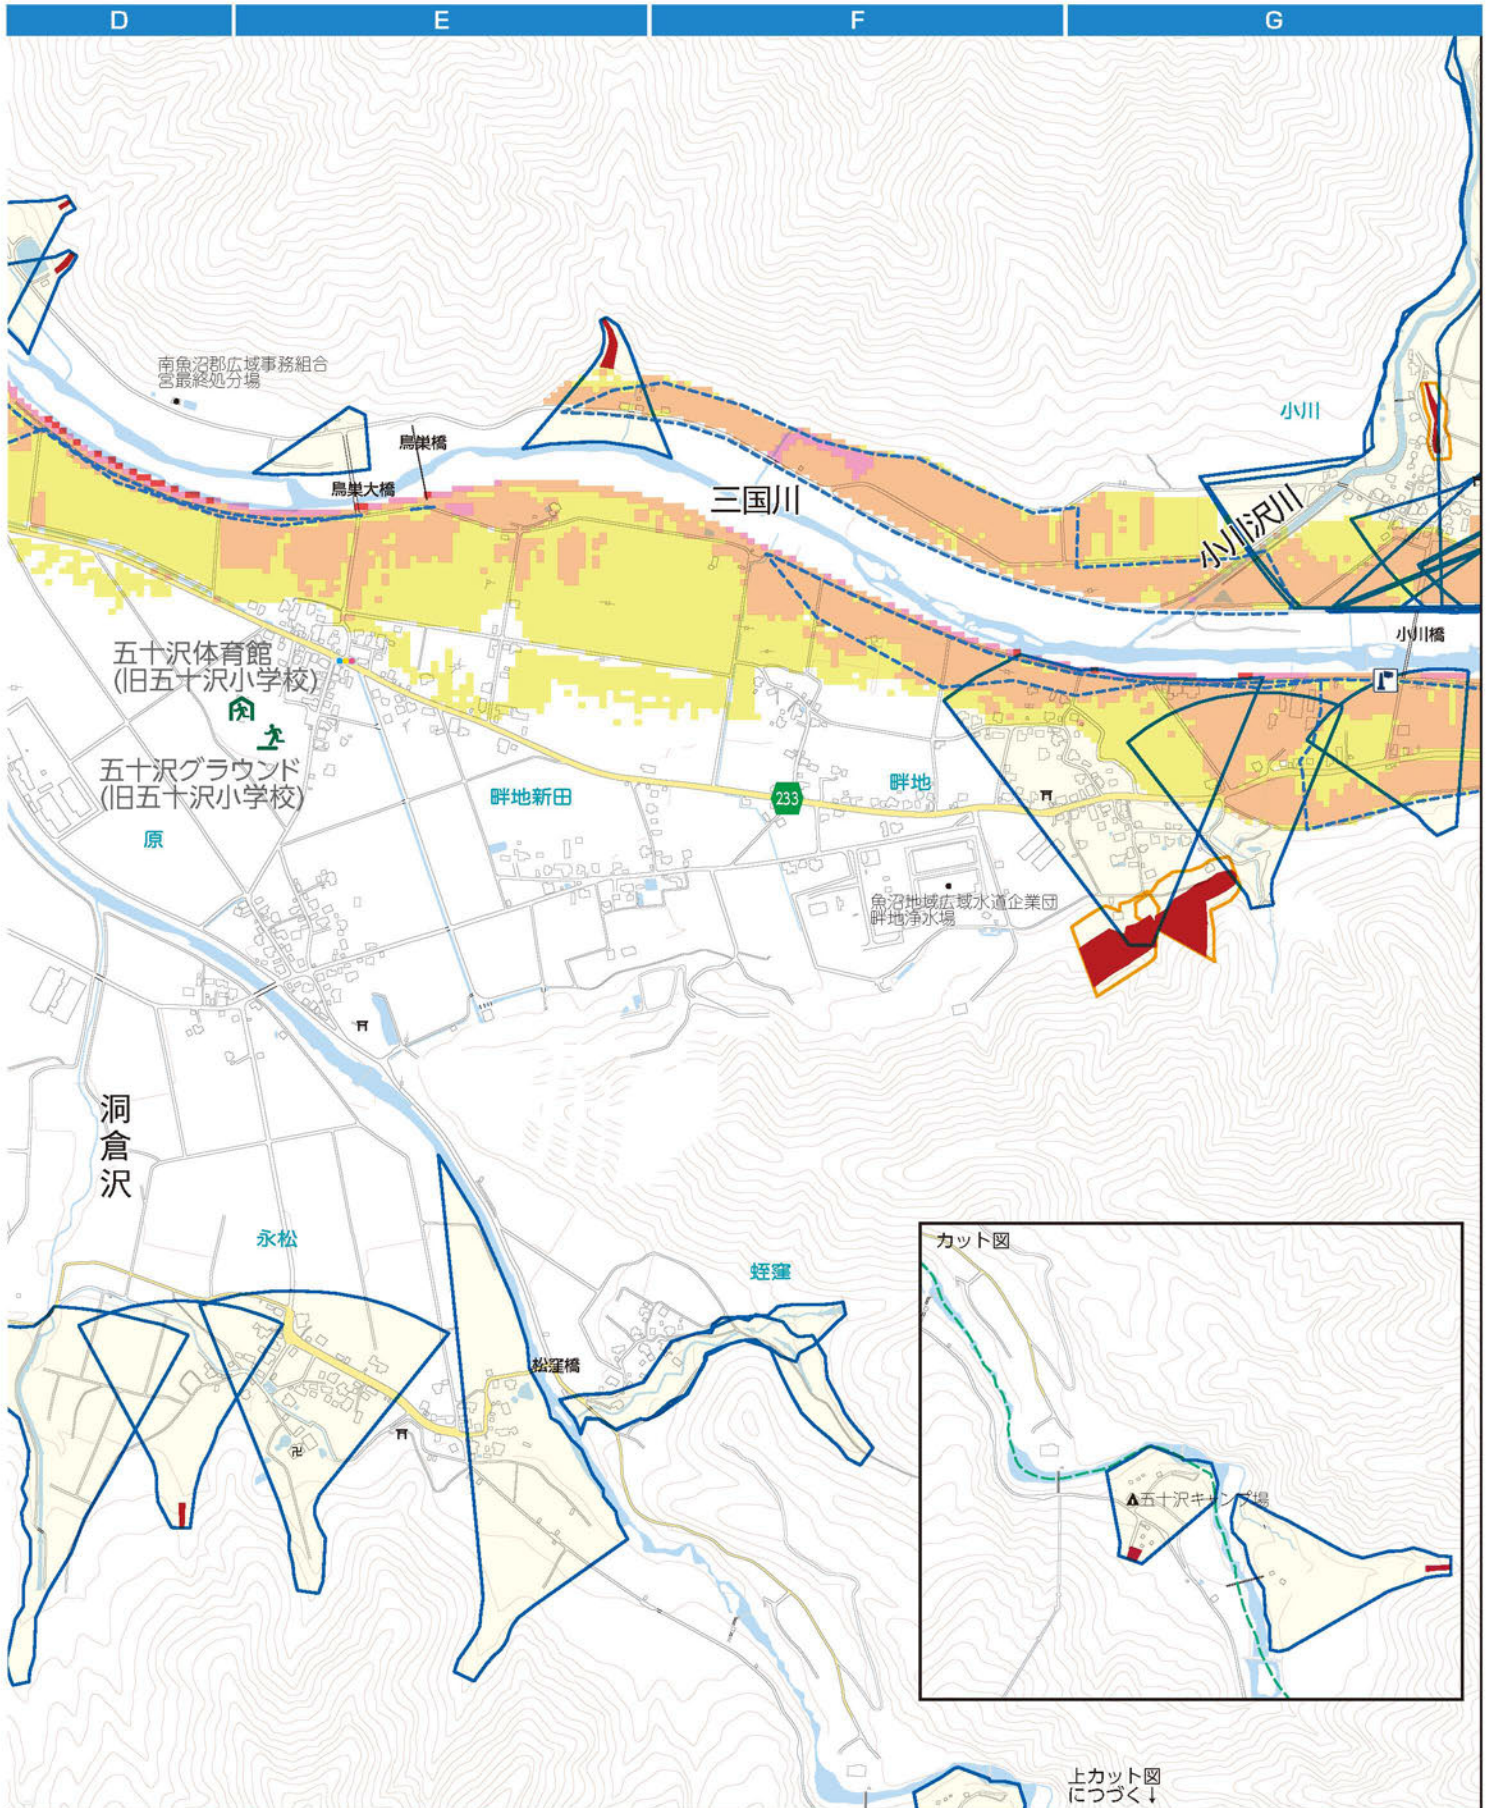 D
E
F
G
南魚沼郡広域事務組合
営最終処分場
鳥巣橋
鳥巣大橋
三国川
小川
小川沢川
小川橋
五十沢体育館
(旧五十沢小学校)
五十沢グラウンド
(旧五十沢小学校)
原
畔地新田
233
畔地
魚沼地域広域水道企業団
畔地浄水場
洞倉沢
永松
蛭窪
松窪橋
カット図
五十沢キャンプ場
上カット図
につづく↓